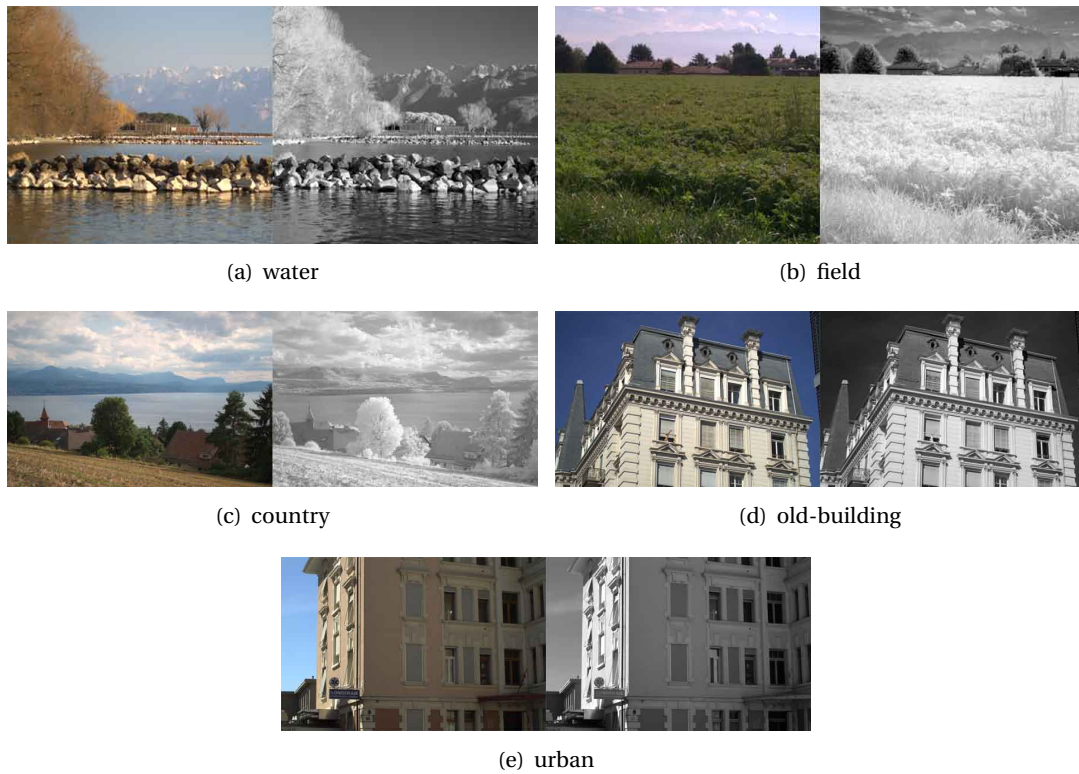 (a) water
(b) field
(c) country
(d) old-building
(e) urban